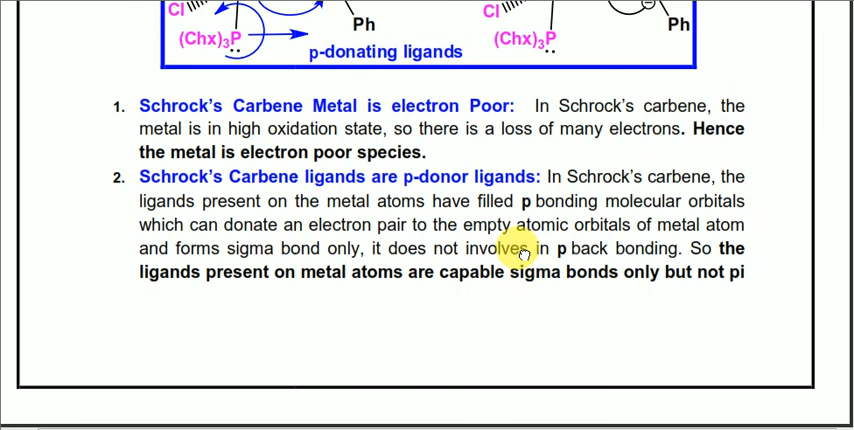 Cl
Cl
Ph
Ph
(Chx)3P
(Chx)3P
p-donating ligands
1. Schrock's Carbene Metal is electron Poor: In Schrock's carbene, the
metal is in high oxidation state, so there is a loss of many electrons. Hence
the metal is electron poor species.
2. Schrock's Carbene ligands are p-donor ligands: In Schrock's carbene, the
ligands present on the metal atoms have filled p bonding molecular orbitals
which can donate an electron pair to the empty atomic orbitals of metal atom
and forms sigma bond only, it does not involves in p back bonding. So the
ligands present on metal atoms are capable sigma bonds only but not pi